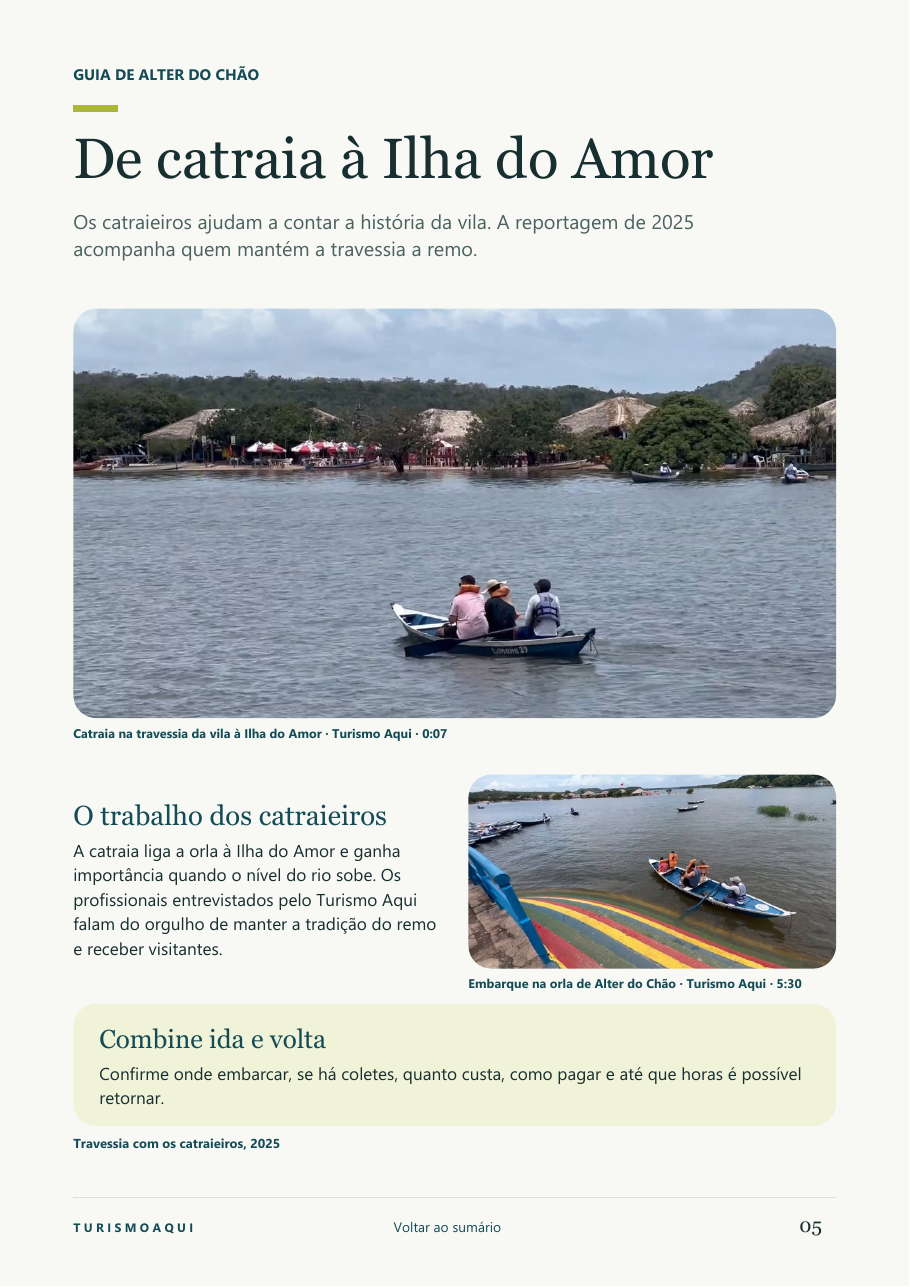 GUIA DE ALTER DO CHÃO
De catraia à Ilha do Amor
Os catraieiros ajudam a contar a história da vila. A reportagem de 2025
acompanha quem mantém a travessia a remo.
Catraia na travessia da vila à Ilha do Amor · Turismo Aqui · 0:07
O trabalho dos catraieiros
A catraia liga a orla à Ilha do Amor e ganha
importância quando o nível do rio sobe. Os
profissionais entrevistados pelo Turismo Aqui
falam do orgulho de manter a tradição do remo
e receber visitantes.
Embarque na orla de Alter do Chão · Turismo Aqui · 5:30
Combine ida e volta
Confirme onde embarcar, se há coletes, quanto custa, como pagar e até que horas é possível
retornar.
Travessia com os catraieiros, 2025
TURISMOAQUI
Voltar ao sumário
05